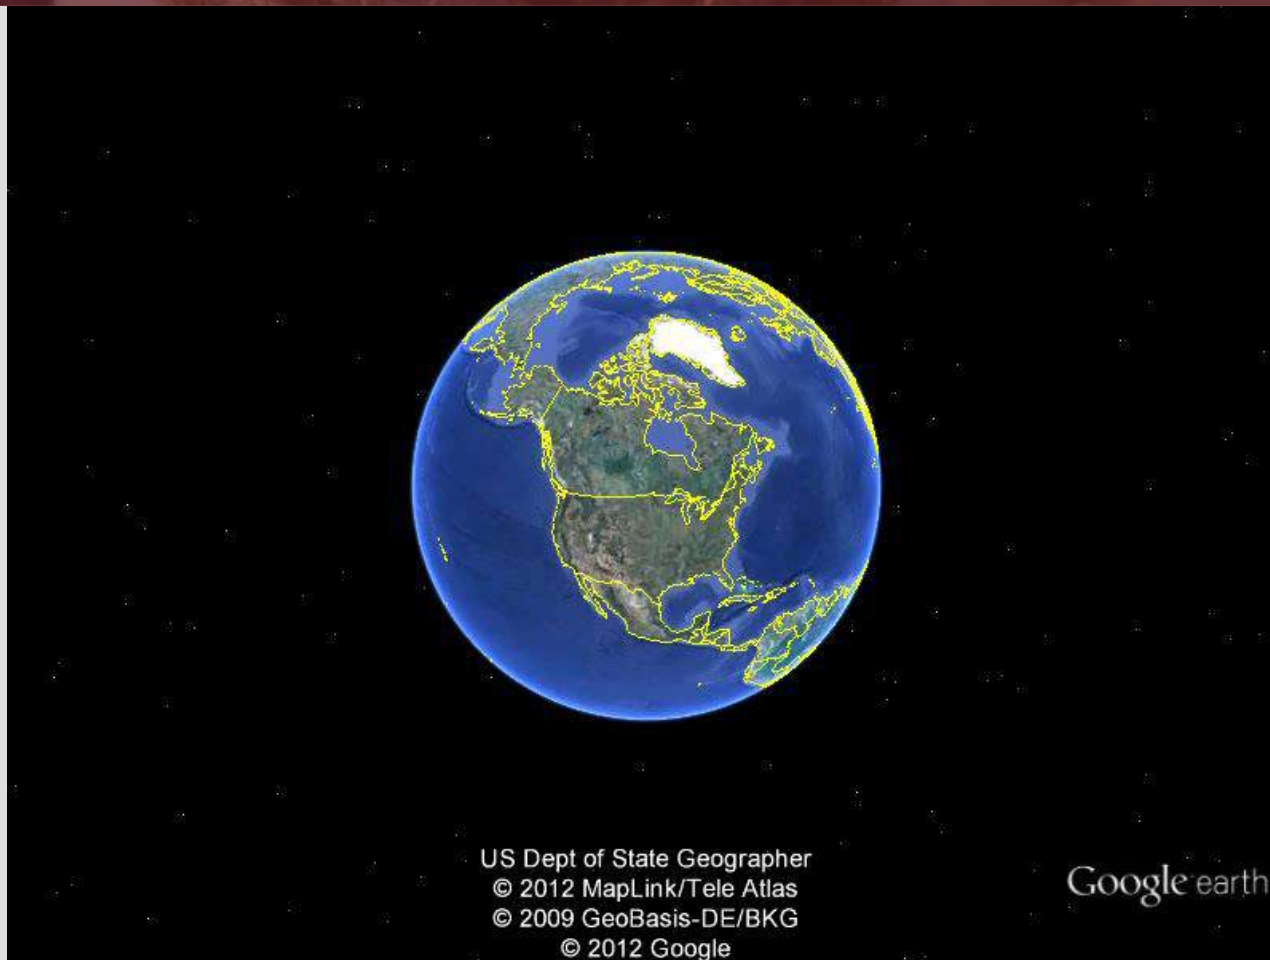 US Dept of State Geographer
© 2012 MapLink/Tele Atlas
© 2009 GeoBasis-DE/BKG
© 2012 Google
Google earth